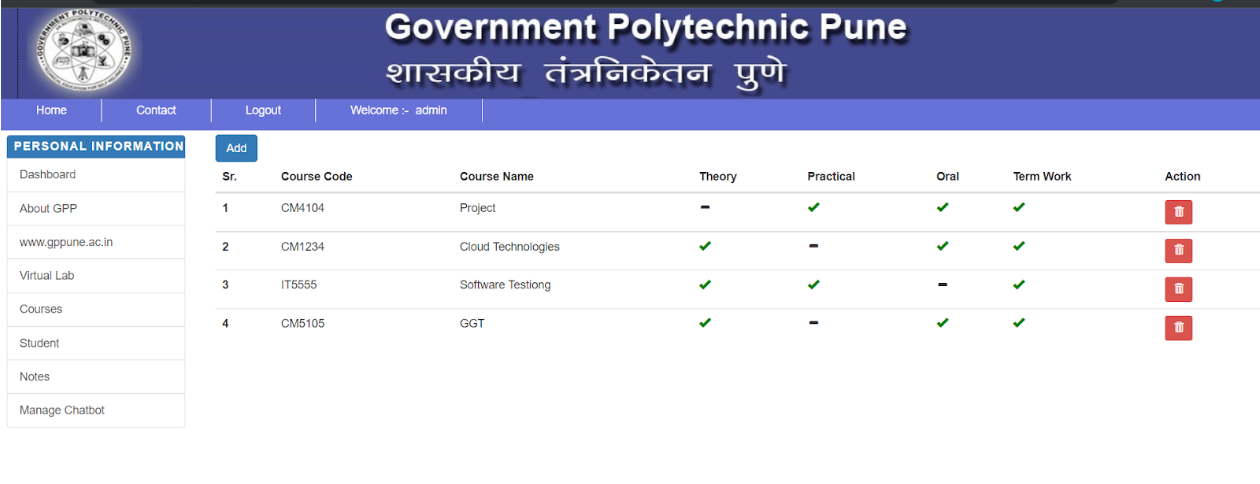 GOVERNMENT POLYTECHNIC PUNE
Government Polytechnic Pune
शासकीय तंत्रनिकेतन पुणे
Home Contact Logout Welcome :- admin
PERSONAL INFORMATION
Dashboard
About GPP
www.gppune.ac.in
Virtual Lab
Courses
Student
Notes
Manage Chatbot
Add
Sr. Course Code Course Name Theory Practical Oral Term Work Action
1 CM4104 Project
2 CM1234 Cloud Technologies
3 IT5555 Software Testiong
4 CM5105 GGT